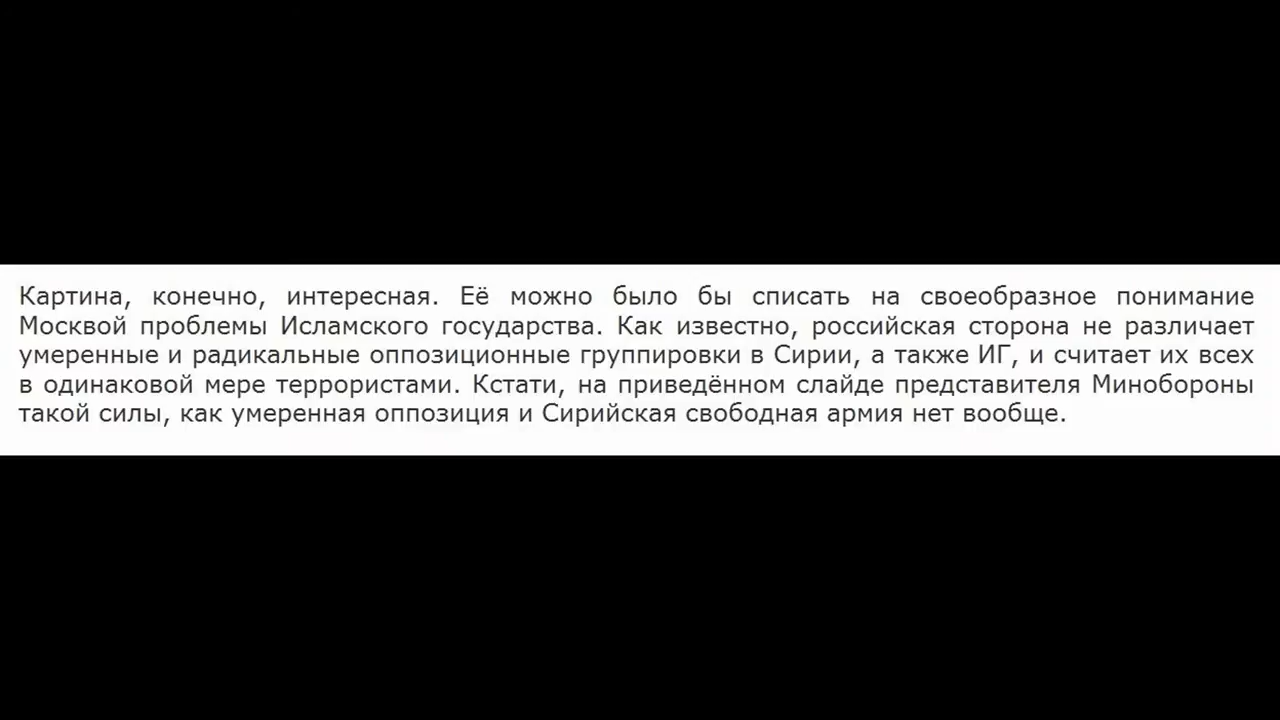 Картина, конечно, интересная. Её можно было бы списать на своеобразное понимание
Москвой проблемы Исламского государства. Как известно, российская сторона не различает
умеренные и радикальные оппозиционные группировки в Сирии, а также ИГ, и считает их всех
в одинаковой мере террористами. Кстати, на приведённом слайде представителя Минобороны
такой силы, как умеренная оппозиция и Сирийская свободная армия нет вообще.